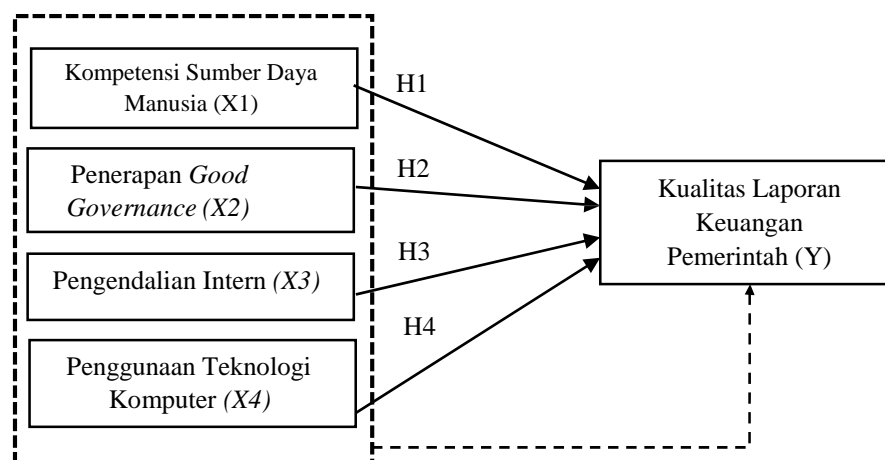 Kompetensi Sumber Daya
Manusia (X1)
H1
Penerapan Good
Governance (X2)
H2
Pengendalian Intern (X3)
H3
Penggunaan Teknologi
Komputer (X4)
H4
Kualitas Laporan
Keuangan
Pemerintah (Y)